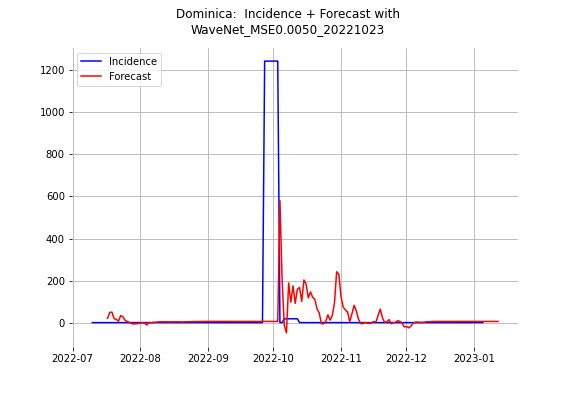 Dominica:  Incidence + Forecast with
WaveNet_MSE0.0050_20221023
Incidence
Forecast
1200
1000
800
600
400
200
0
2022-07 2022-08 2022-09 2022-10 2022-11 2022-12 2023-01